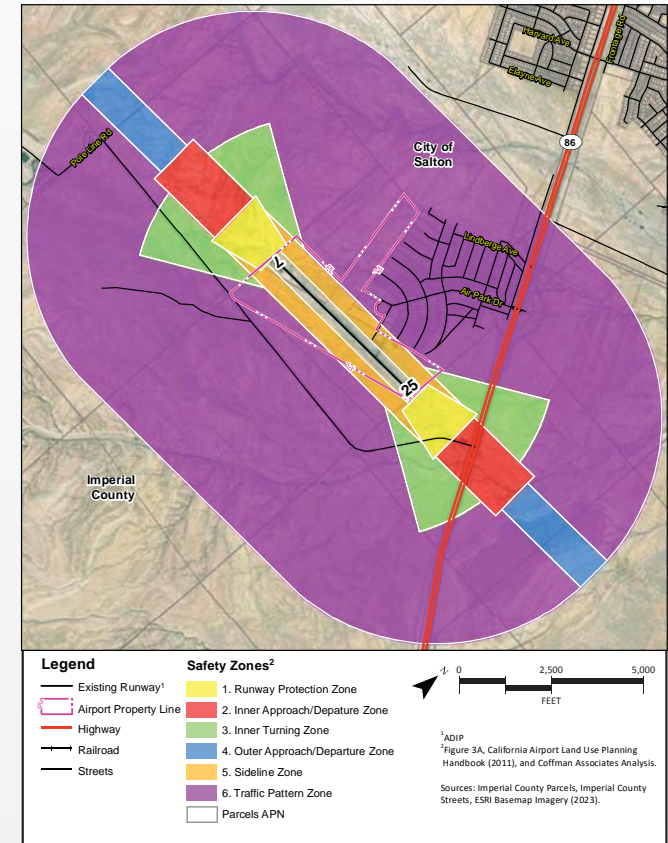 Harvard Ave
Frontage Rd
Elayne Ave
86
Pole Line Rd
City of
Salton
Lindberge Ave
Air Park Dr
7
25
Imperial
County
Legend
Existing Runway1
PL
Airport Property Line
Highway
Railroad
Streets
Safety Zones2
1. Runway Protection Zone
2. Inner Approach/Depature Zone
3. Inner Turning Zone
4. Outer Approach/Departure Zone
5. Sideline Zone
6. Traffic Pattern Zone
Parcels APN
N
0 2,500 5,000
FEET
1ADIP
2Figure 3A, California Airport Land Use Planning
Handbook (2011), and Coffman Associates Analysis.
Sources: Imperial County Parcels, Imperial County
Streets, ESRI Basemap Imagery (2023).